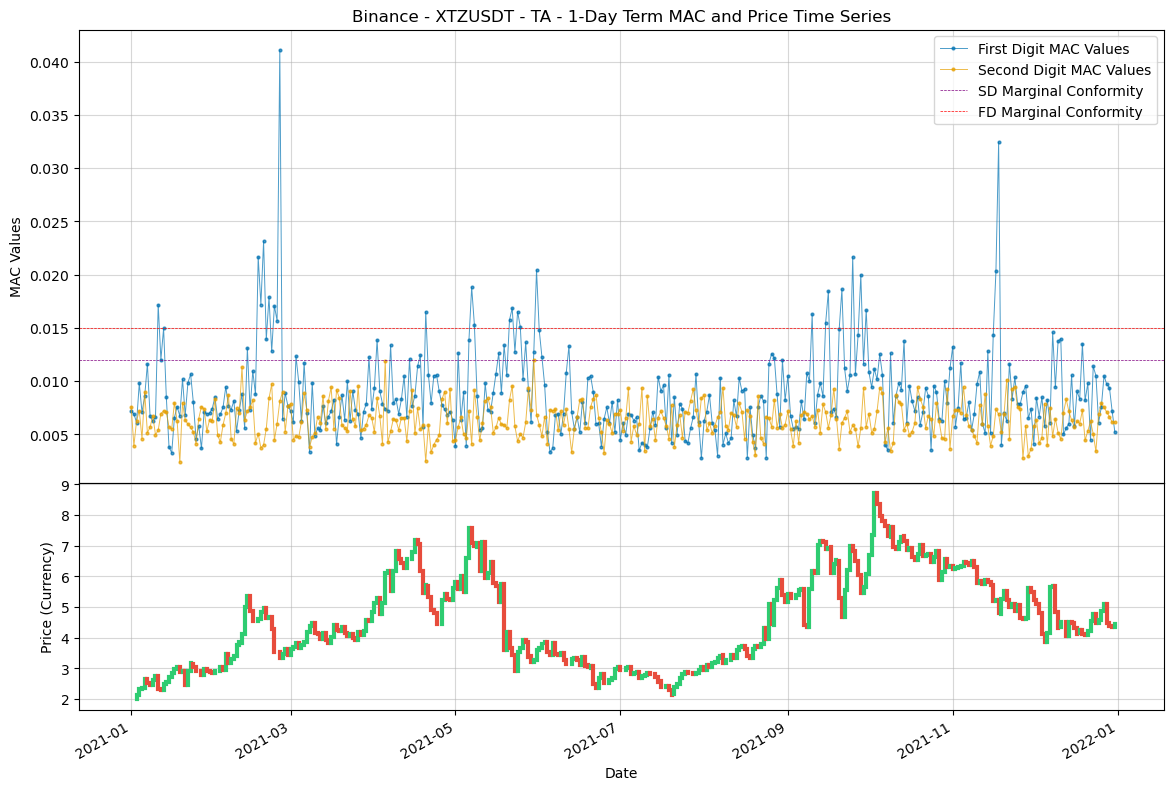 Binance - XTZUSDT - TA - 1-Day Term MAC and Price Time Series
First Digit MAC Values
Second Digit MAC Values
SD Marginal Conformity
FD Marginal Conformity
MAC Values
0.040
0.035
0.030
0.025
0.020
0.015
0.010
0.005
Price (Currency)
9
8
7
6
5
4
3
2
2021-01
2021-03
2021-05
2021-07
2021-09
2021-11
2022-01
Date